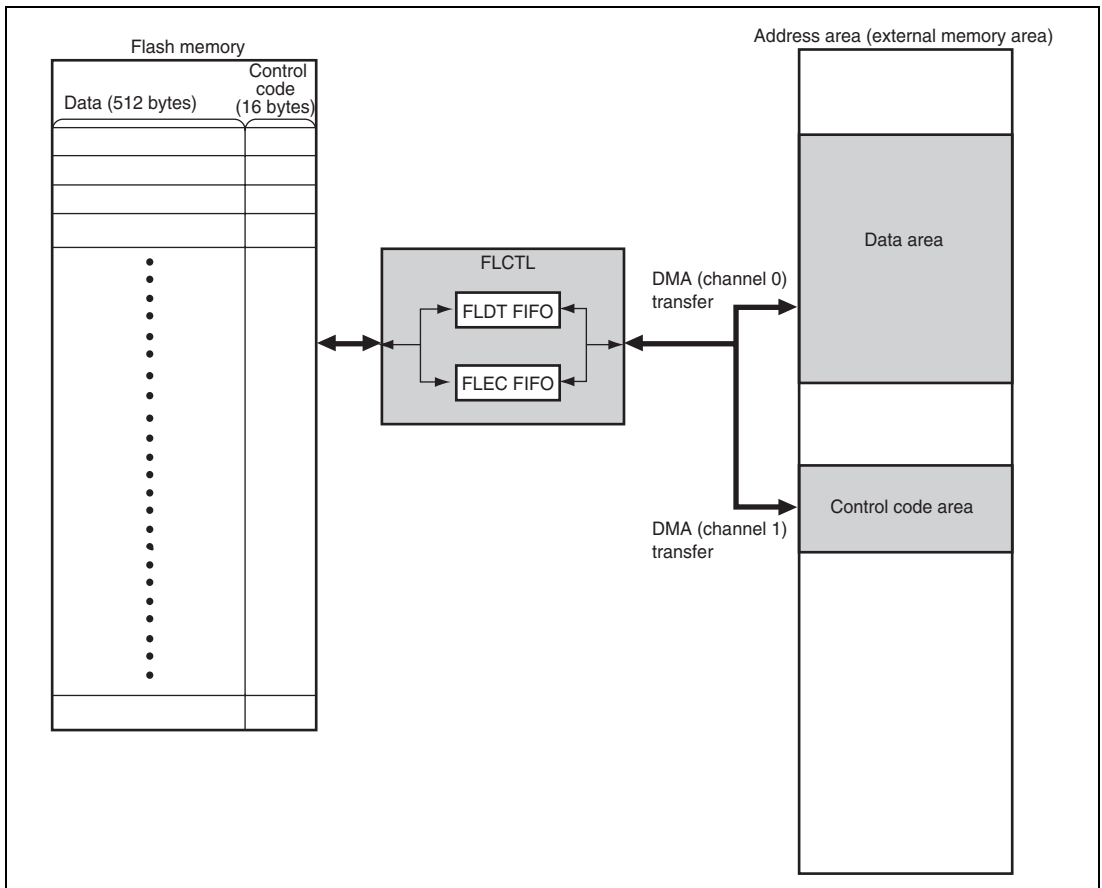 Flash memory
Control
code
(16 bytes)
Data (512 bytes)
FLCTL
FLDT FIFO
FLEC FIFO
DMA (channel 0)
transfer
DMA (channel 1)
transfer
Address area (external memory area)
Data area
Control code area